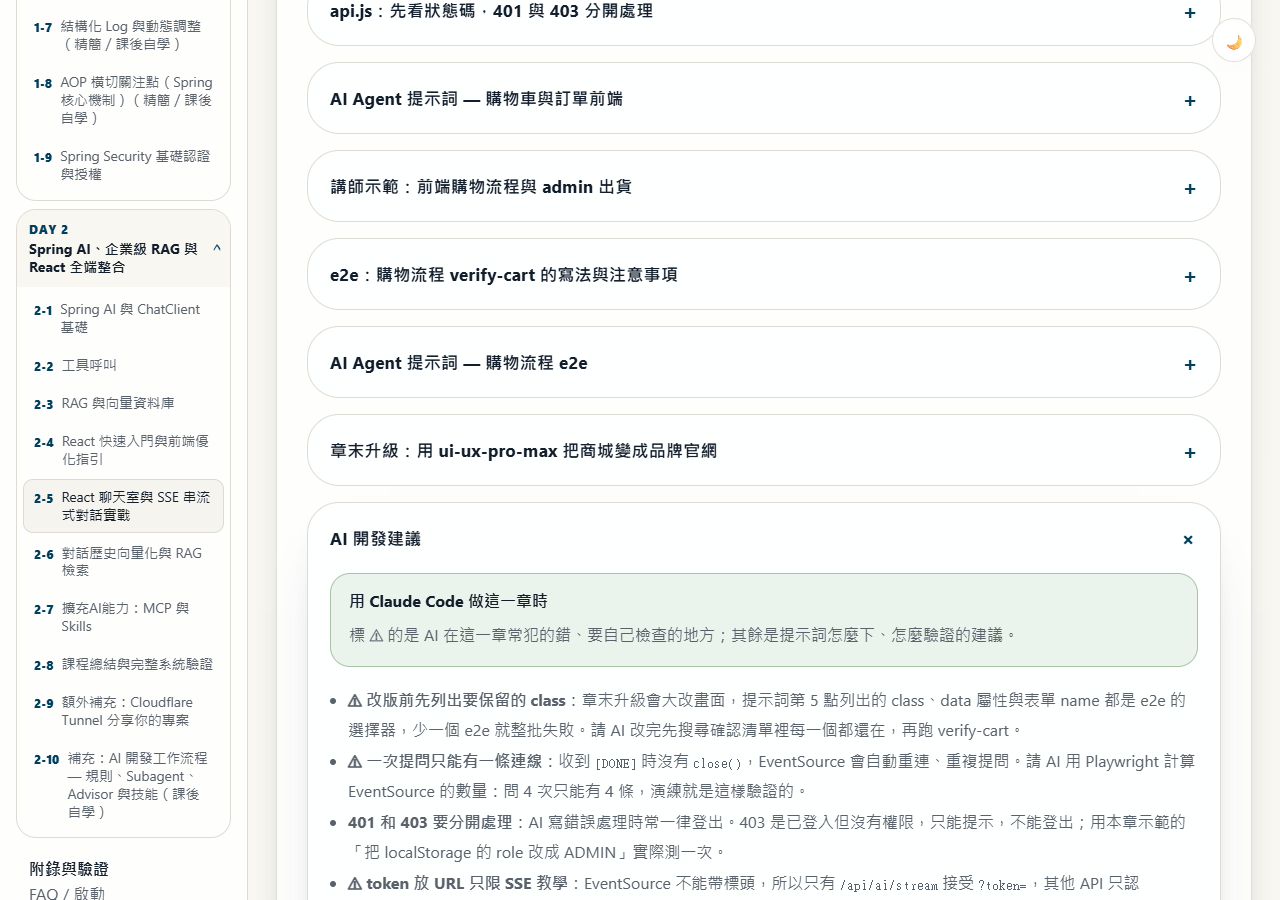 1-7 結構化 Log 與動態調整
（精簡 / 課後自學）
1-8 AOP 橫切關注點（Spring
核心機制）（精簡 / 課後
自學）
1-9 Spring Security 基礎認證
與授權
DAY 2
Spring AI、企業級 RAG 與
React 全端整合
^
2-1 Spring AI 與 ChatClient
基礎
2-2 工具呼叫
2-3 RAG 與向量資料庫
2-4 React 快速入門與前端優
化指引
2-5 React 聊天室與 SSE 串流
式對話實戰
2-6 對話歷史向量化與 RAG
檢索
2-7 擴充AI能力：MCP 與
Skills
2-8 課程總結與完整系統驗證
2-9 額外補充：Cloudflare
Tunnel 分享你的專案
2-10 補充：AI 開發工作流程
— 規則、Subagent、
Advisor 與技能（課後
自學）
附錄與驗證
FAQ / 啟動
api.js：先看狀態碼，401 與 403 分開處理 +
AI Agent 提示詞 — 購物車與訂單前端 +
講師示範：前端購物流程與 admin 出貨 +
e2e：購物流程 verify-cart 的寫法與注意事項 +
AI Agent 提示詞 — 購物流程 e2e +
章末升級：用 ui-ux-pro-max 把商城變成品牌官網 +
AI 開發建議 ×
用 Claude Code 做這一章時
標 ⚠ 的是 AI 在這一章常犯的錯、要自己檢查的地方；其餘是提示詞怎麼下、怎麼驗證的建議。
• ⚠ 改版前先列出要保留的 class：章末升級會大改畫面，提示詞第 5 點列出的 class、data 屬性與表單 name 都是 e2e 的
選擇器，少一個 e2e 就整批失敗。請 AI 改完先搜尋確認清單裡每一個都還在，再跑 verify-cart。
• ⚠ 一次提問只能有一條連線：收到 [DONE] 時沒有 close()，EventSource 會自動重連、重複提問。請 AI 用 Playwright 計算
EventSource 的數量：問 4 次只能有 4 條，演練就是這樣驗證的。
• 401 和 403 要分開處理：AI 寫錯誤處理時常一律登出。403 是已登入但沒有權限，只能提示，不能登出；用本章示範的
「把 localStorage 的 role 改成 ADMIN」實際測一次。
• ⚠ token 放 URL 只限 SSE 教學：EventSource 不能帶標頭，所以只有 /api/ai/stream 接受 ?token=，其他 API 只認